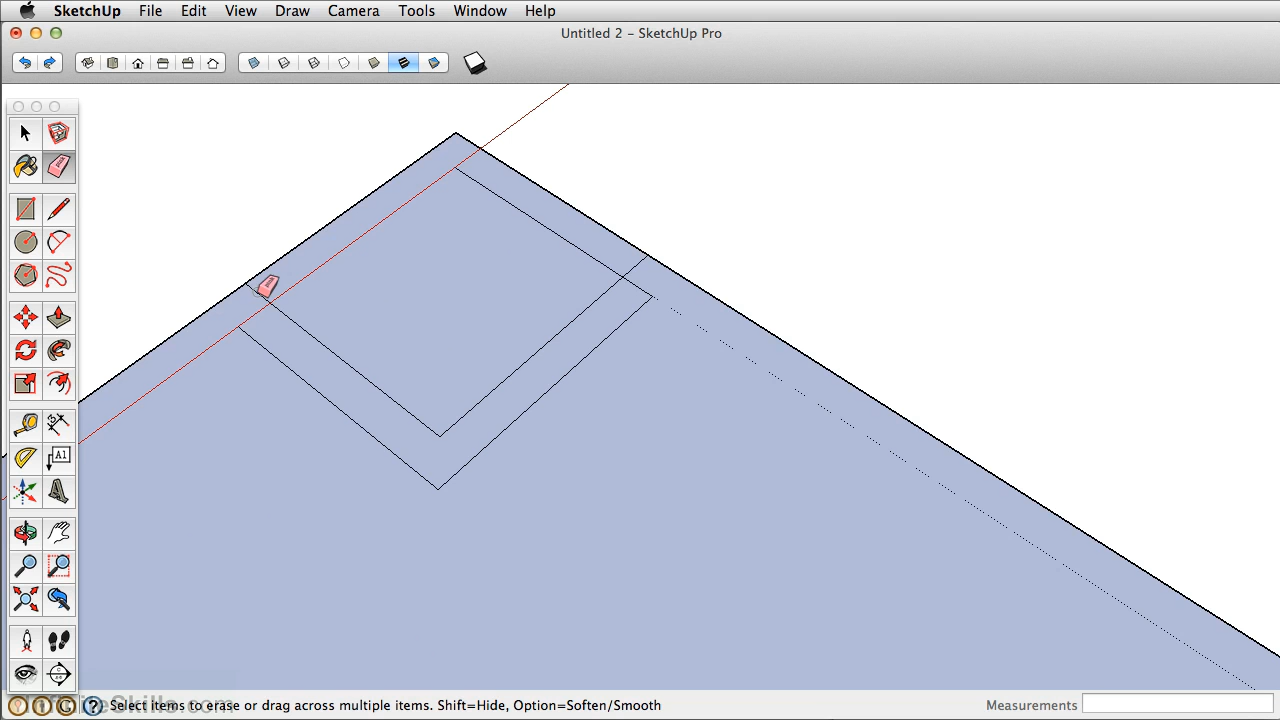 SketchUp File Edit View Draw Camera Tools Window Help
Untitled 2 – SketchUp Pro
A1
Select items to erase or drag across multiple items. Shift=Hide, Option=Soften/Smooth
Measurements